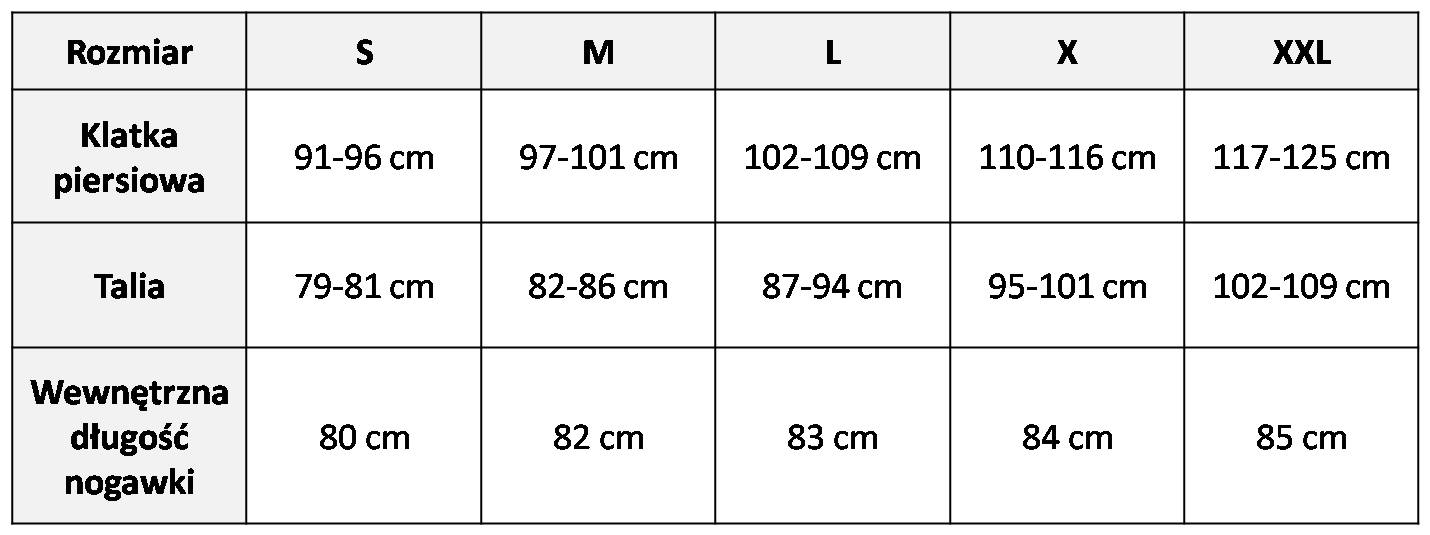 Rozmiar S M L X XXL
Klatka
piersiowa 91-96 cm 97-101 cm 102-109 cm 110-116 cm 117-125 cm
Talia 79-81 cm 82-86 cm 87-94 cm 95-101 cm 102-109 cm
Wewnętrzna
długość 80 cm 82 cm 83 cm 84 cm 85 cm
nogawki